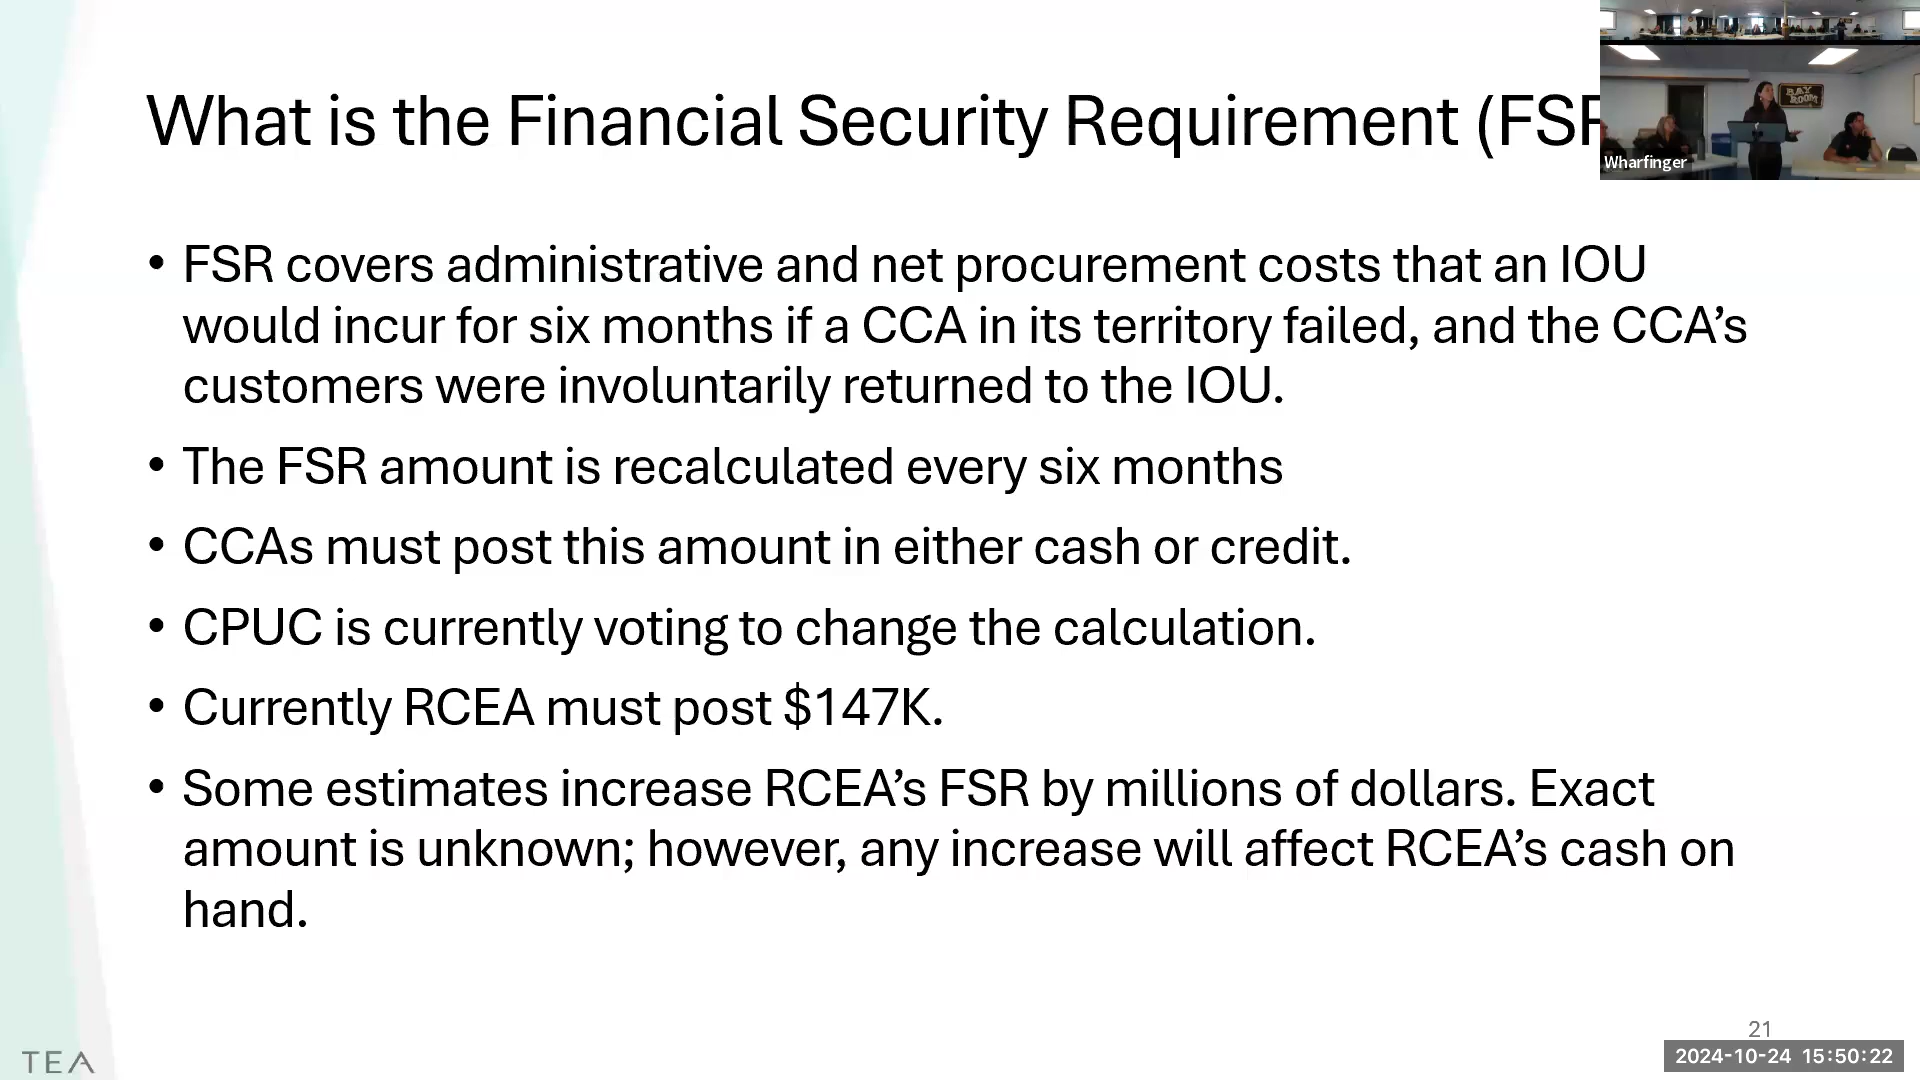 What is the Financial Security Requirement (FSR
BAY
ROOM
Wharfinger
• FSR covers administrative and net procurement costs that an IOU
would incur for six months if a CCA in its territory failed, and the CCA’s
customers were involuntarily returned to the IOU.
• The FSR amount is recalculated every six months
• CCAs must post this amount in either cash or credit.
• CPUC is currently voting to change the calculation.
• Currently RCEA must post $147K.
• Some estimates increase RCEA’s FSR by millions of dollars. Exact
amount is unknown; however, any increase will affect RCEA’s cash on
hand.
21
TEA
2024-10-24 15:50:22